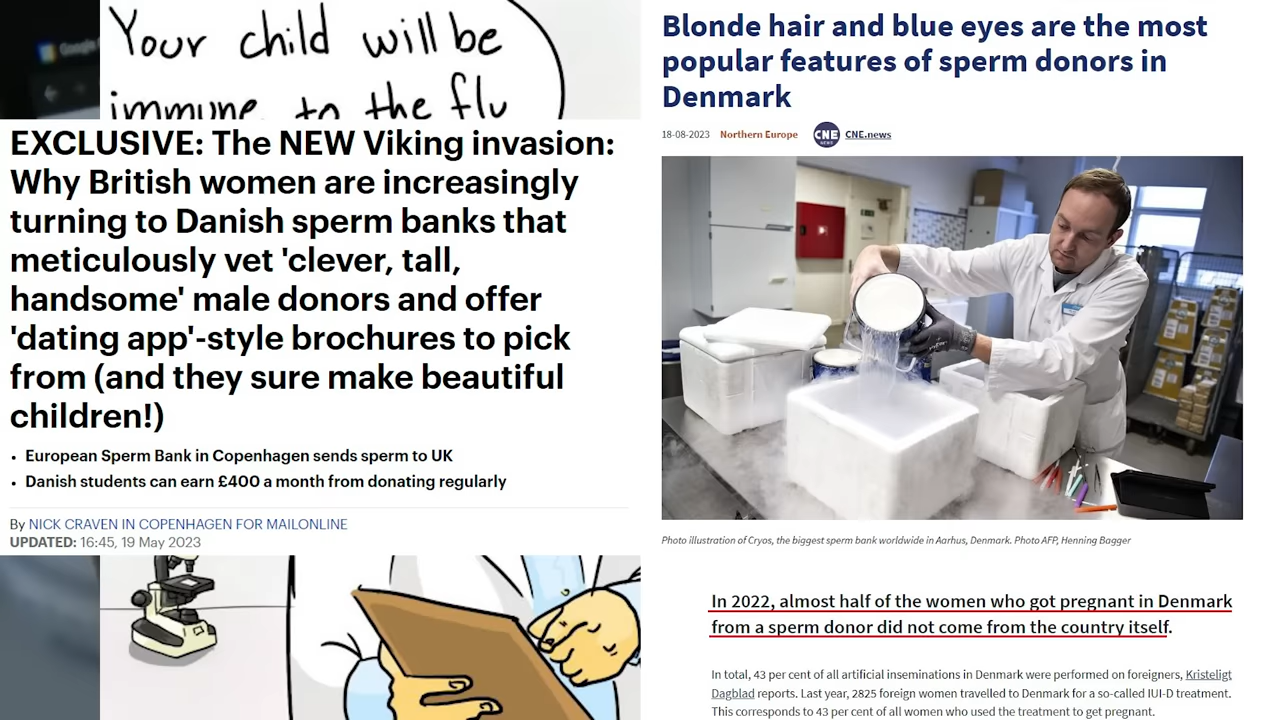 Google
Your child will be
immune to the flu
EXCLUSIVE: The NEW Viking invasion:
Why British women are increasingly
turning to Danish sperm banks that
meticulously vet 'clever, tall,
handsome' male donors and offer
'dating app'-style brochures to pick
from (and they sure make beautiful
children!)
• European Sperm Bank in Copenhagen sends sperm to UK
• Danish students can earn £400 a month from donating regularly
By NICK CRAVEN IN COPENHAGEN FOR MAILONLINE
UPDATED: 16:45, 19 May 2023
Blonde hair and blue eyes are the most
popular features of sperm donors in
Denmark
18-08-2023 Northern Europe CNE NEWS CNE.news
Photo illustration of Cryos, the biggest sperm bank worldwide in Aarhus, Denmark. Photo AFP, Henning Bagger
In 2022, almost half of the women who got pregnant in Denmark
from a sperm donor did not come from the country itself.
In total, 43 per cent of all artificial inseminations in Denmark were performed on foreigners, Kristeligt
Dagblad reports. Last year, 2825 foreign women travelled to Denmark for a so-called IUI-D treatment.
This corresponds to 43 per cent of all women who used the treatment to get pregnant.